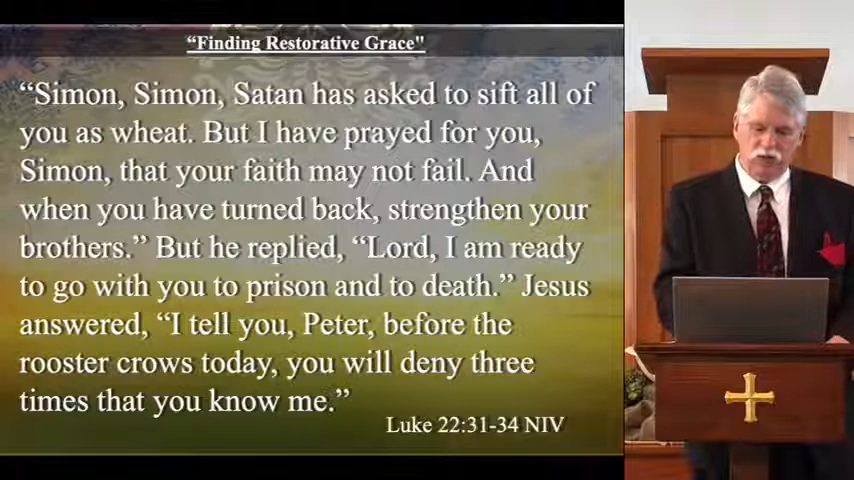 “Finding Restorative Grace"
“Simon, Simon, Satan has asked to sift all of
you as wheat. But I have prayed for you,
Simon, that your faith may not fail. And
when you have turned back, strengthen your
brothers.” But he replied, “Lord, I am ready
to go with you to prison and to death.” Jesus
answered, “I tell you, Peter, before the
rooster crows today, you will deny three
times that you know me.”
Luke 22:31-34 NIV